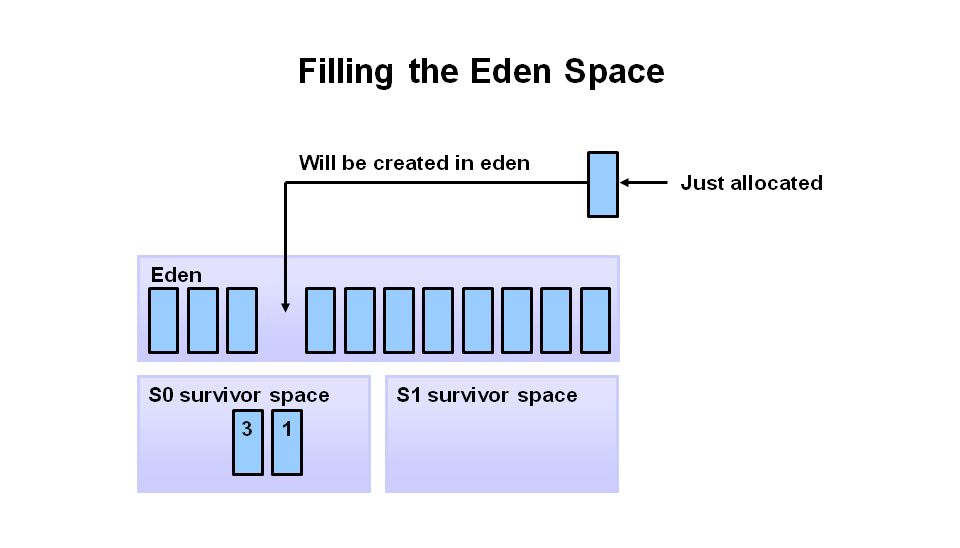 Filling the Eden Space
Will be created in eden
Just allocated
Eden
S0 survivor space
S1 survivor space
3 1